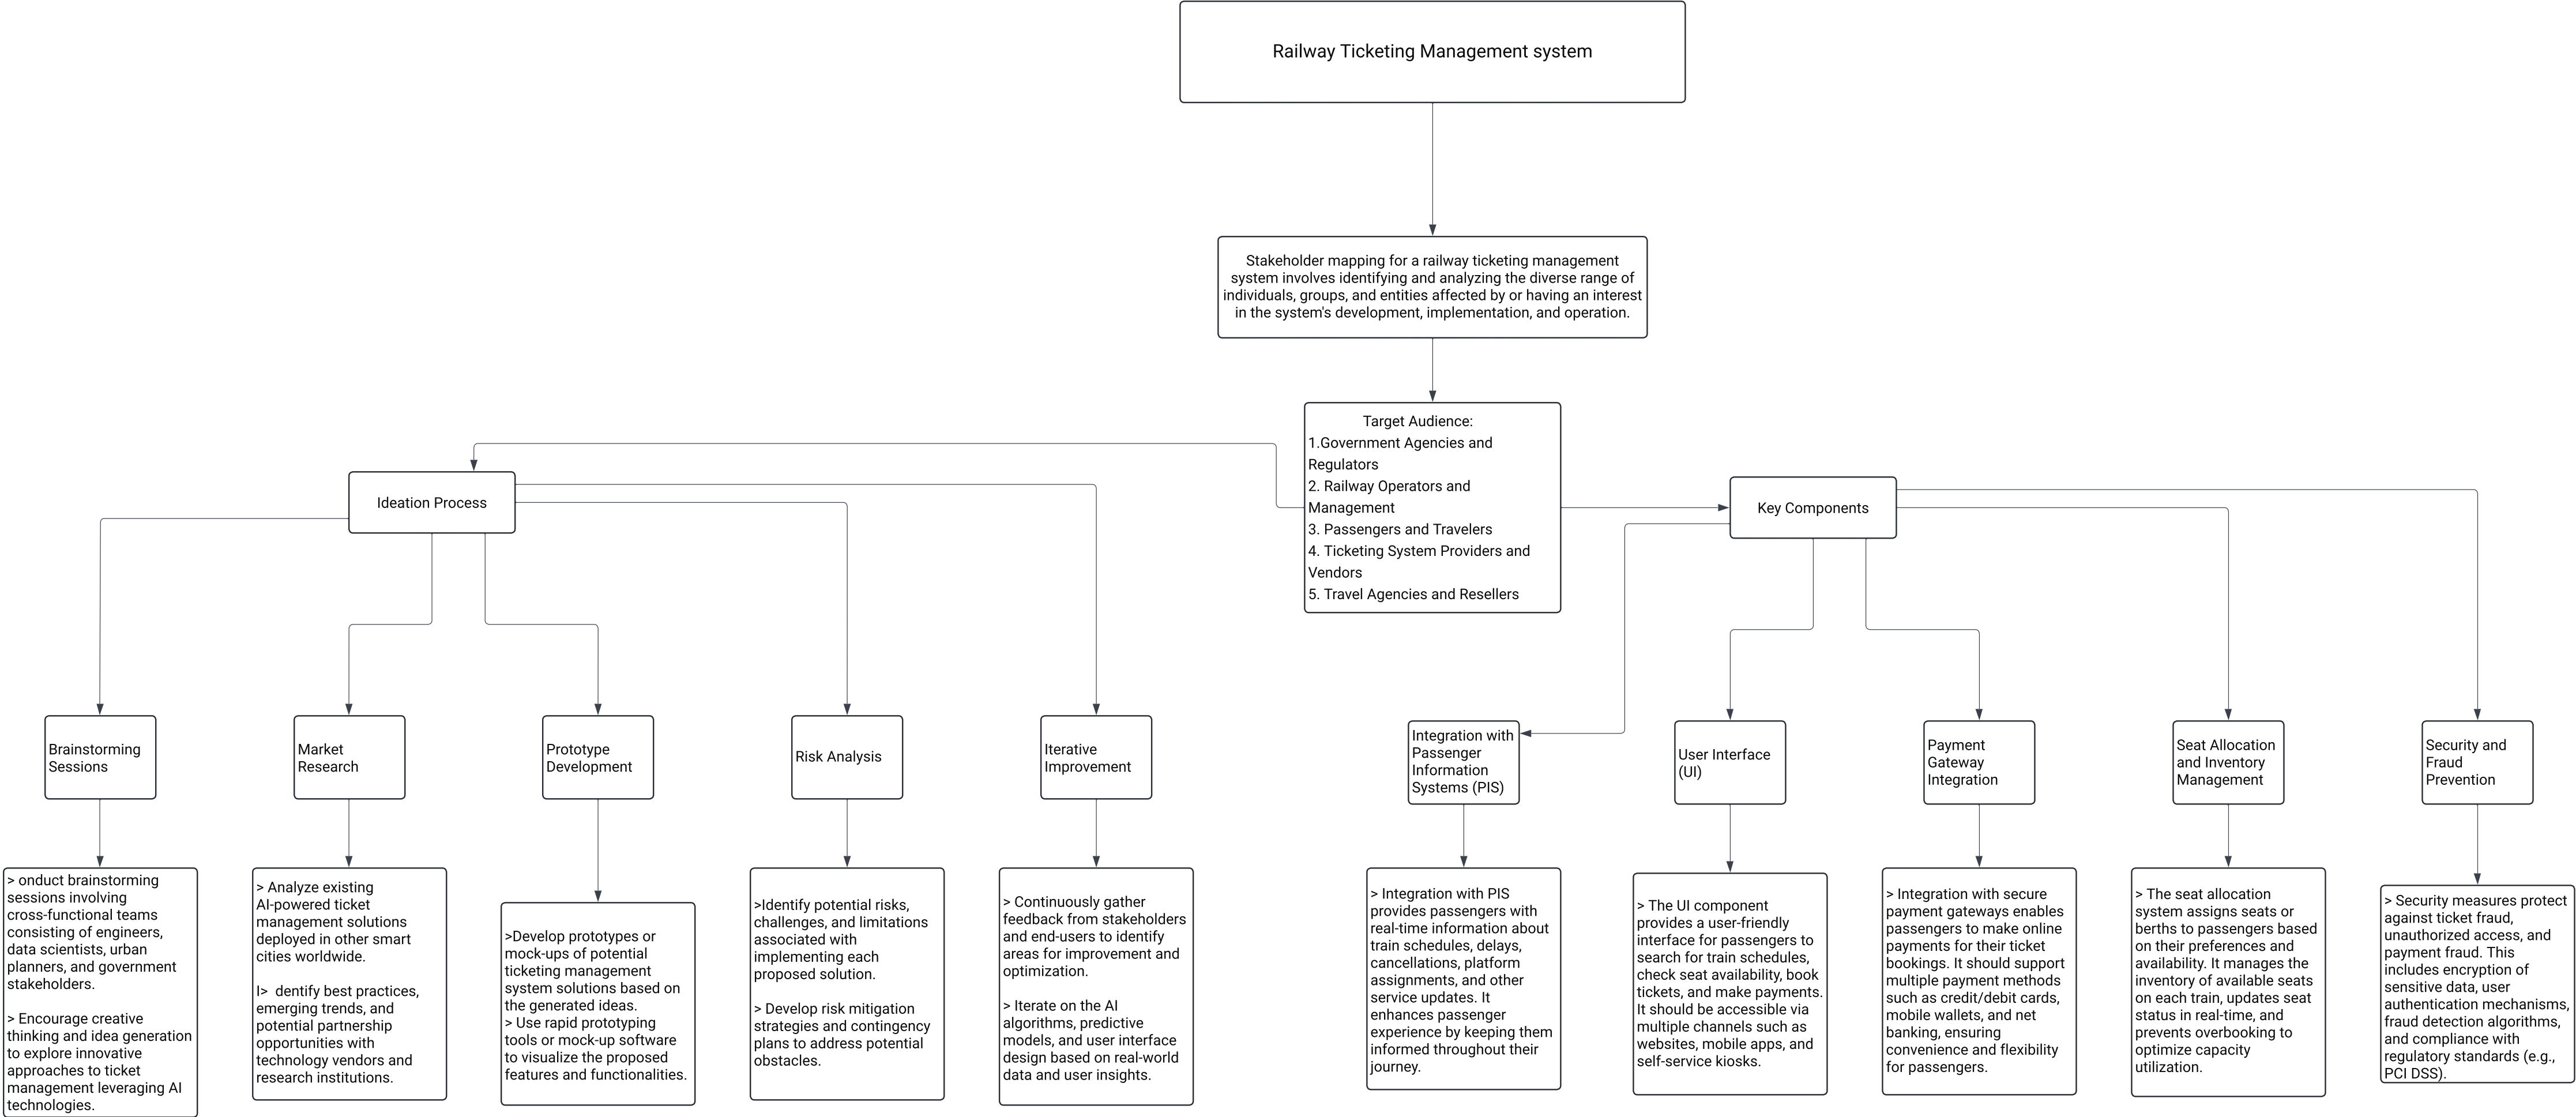 Railway Ticketing Management system
Stakeholder mapping for a railway ticketing management
system involves identifying and analyzing the diverse range of
individuals, groups, and entities affected by or having an interest
in the system's development, implementation, and operation.
Target Audience:
1.Government Agencies and
Regulators
2. Railway Operators and
Management
3. Passengers and Travelers
4. Ticketing System Providers and
Vendors
5. Travel Agencies and Resellers
Ideation Process
Key Components
Brainstorming
Sessions
Market
Research
Prototype
Development
Risk Analysis
Iterative
Improvement
Integration with
Passenger
Information
Systems (PIS)
User Interface
(UI)
Payment
Gateway
Integration
Seat Allocation
and Inventory
Management
Security and
Fraud
Prevention
> onduct brainstorming
sessions involving
cross-functional teams
consisting of engineers,
data scientists, urban
planners, and government
stakeholders.
> Encourage creative
thinking and idea generation
to explore innovative
approaches to ticket
management leveraging AI
technologies.
> Analyze existing
AI-powered ticket
management solutions
deployed in other smart
cities worldwide.
I>  dentify best practices,
emerging trends, and
potential partnership
opportunities with
technology vendors and
research institutions.
>Develop prototypes or
mock-ups of potential
ticketing management
system solutions based on
the generated ideas.
> Use rapid prototyping
tools or mock-up software
to visualize the proposed
features and functionalities.
>Identify potential risks,
challenges, and limitations
associated with
implementing each
proposed solution.
> Develop risk mitigation
strategies and contingency
plans to address potential
obstacles.
> Continuously gather
feedback from stakeholders
and end-users to identify
areas for improvement and
optimization.
> Iterate on the AI
algorithms, predictive
models, and user interface
design based on real-world
data and user insights.
> Integration with PIS
provides passengers with
real-time information about
train schedules, delays,
cancellations, platform
assignments, and other
service updates. It
enhances passenger
experience by keeping them
informed throughout their
journey.
> The UI component
provides a user-friendly
interface for passengers to
search for train schedules,
check seat availability, book
tickets, and make payments.
It should be accessible via
multiple channels such as
websites, mobile apps, and
self-service kiosks.
> Integration with secure
payment gateways enables
passengers to make online
payments for their ticket
bookings. It should support
multiple payment methods
such as credit/debit cards,
mobile wallets, and net
banking, ensuring
convenience and flexibility
for passengers.
> The seat allocation
system assigns seats or
berths to passengers based
on their preferences and
availability. It manages the
inventory of available seats
on each train, updates seat
status in real-time, and
prevents overbooking to
optimize capacity
utilization.
> Security measures protect
against ticket fraud,
unauthorized access, and
payment fraud. This
includes encryption of
sensitive data, user
authentication mechanisms,
fraud detection algorithms,
and compliance with
regulatory standards (e.g.,
PCI DSS).